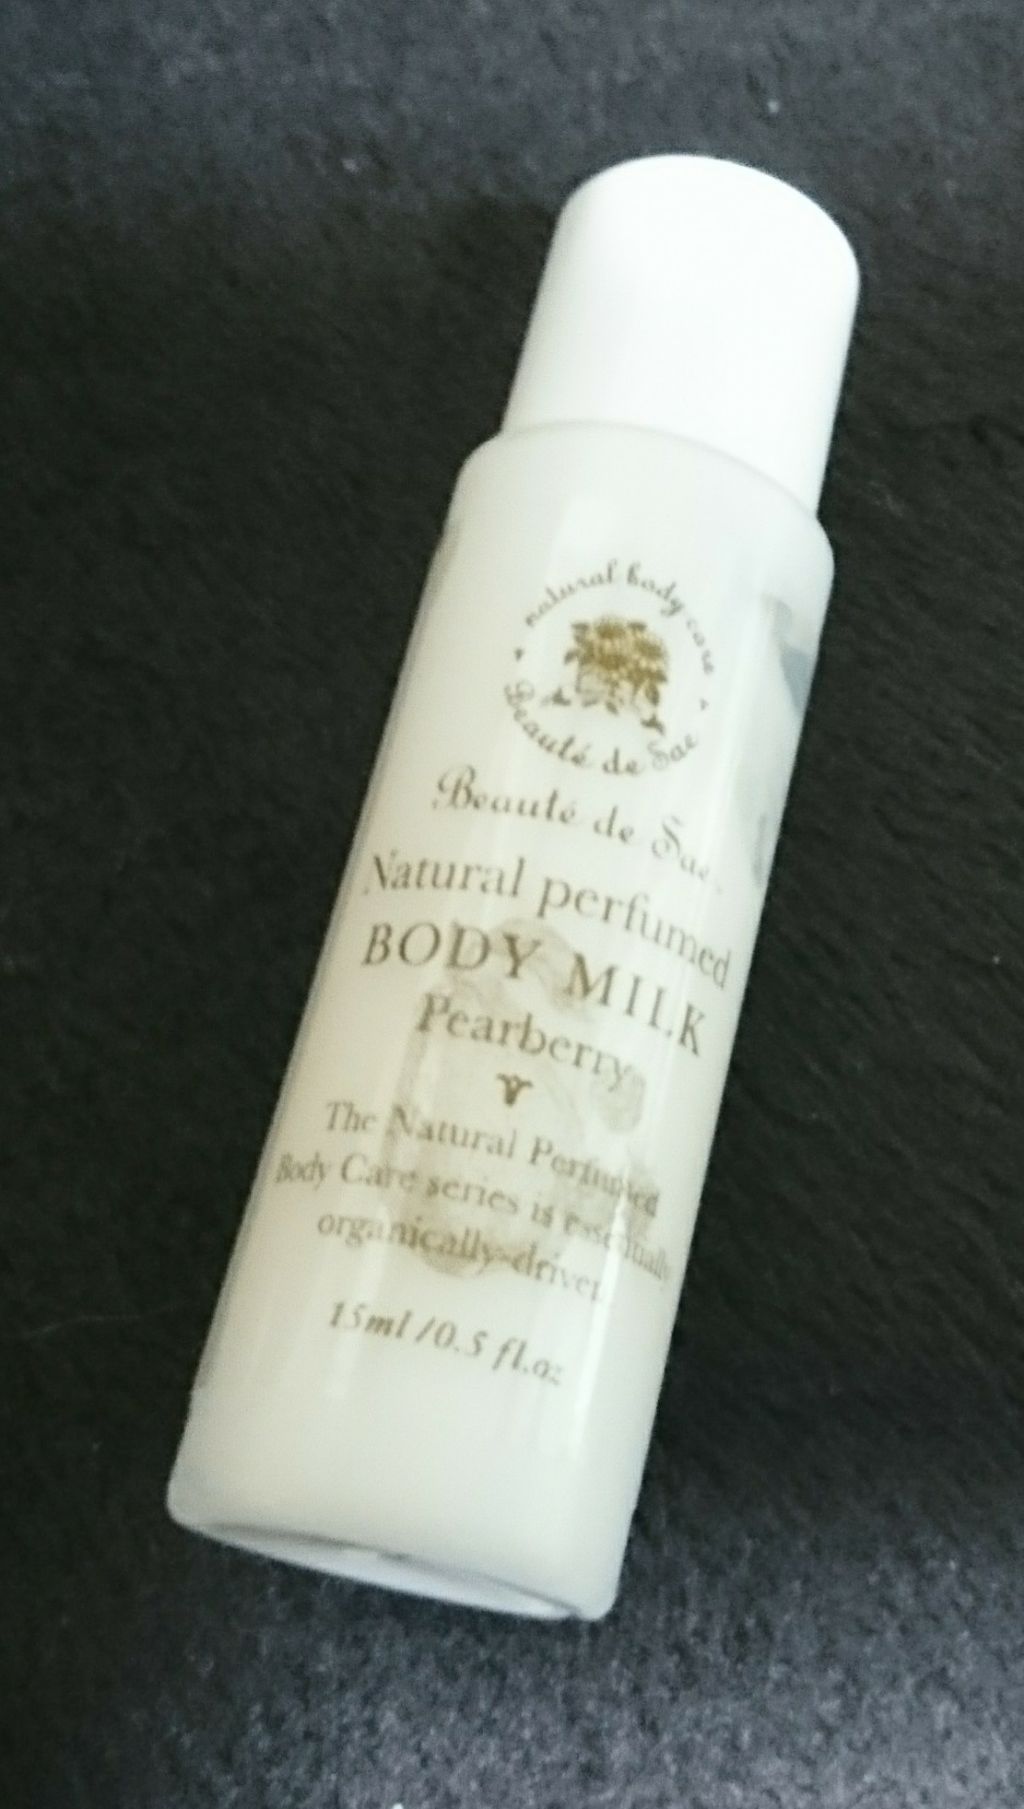 natural body care
Beauté de Sae
Beauté de Sae
Natural perfumed
BODY MILK
Pearberry
The Natural Perfumed
Body Care series is essentially
organically-driven
15ml/0.5 fl.oz